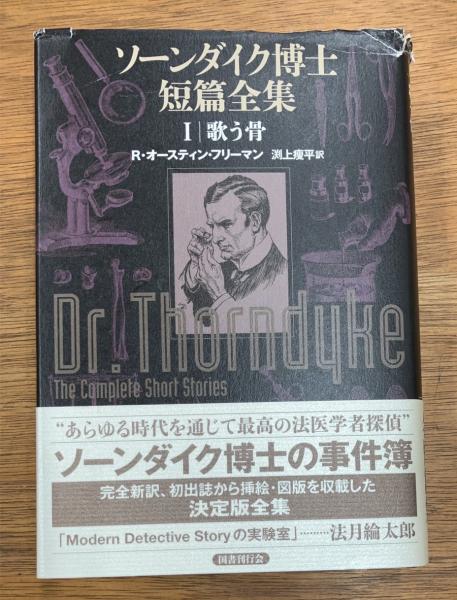 ソーンダイク博士
短篇全集
I｜歌う骨
R・オースティン・フリーマン 渕上痩平 訳
Dr. Thorndyke
The Complete Short Stories
“あらゆる時代を通じて最高の法医学者探偵”
ソーンダイク博士の事件簿
完全新訳、初出誌から挿絵・図版を収載した
決定版全集
「Modern Detective Storyの実験室」………法月綸太郎
国書刊行会